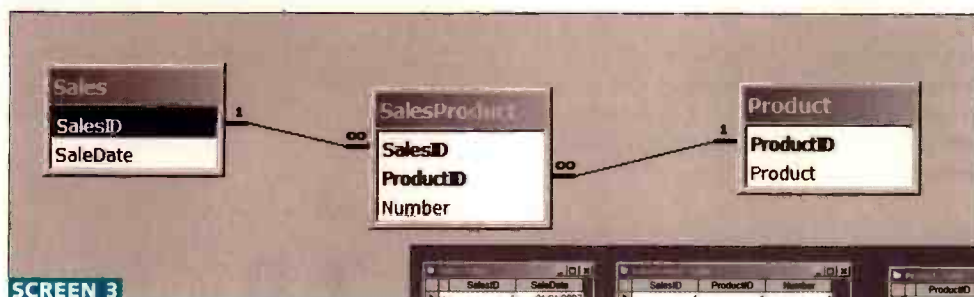 Sales
SalesID
SaleDate
1
∞
SalesProduct
SalesID
ProductID
Number
∞
1
Product
ProductID
Product
SCREEN 3
SalesID SaleDate
SalesID ProductID Number
ProductID